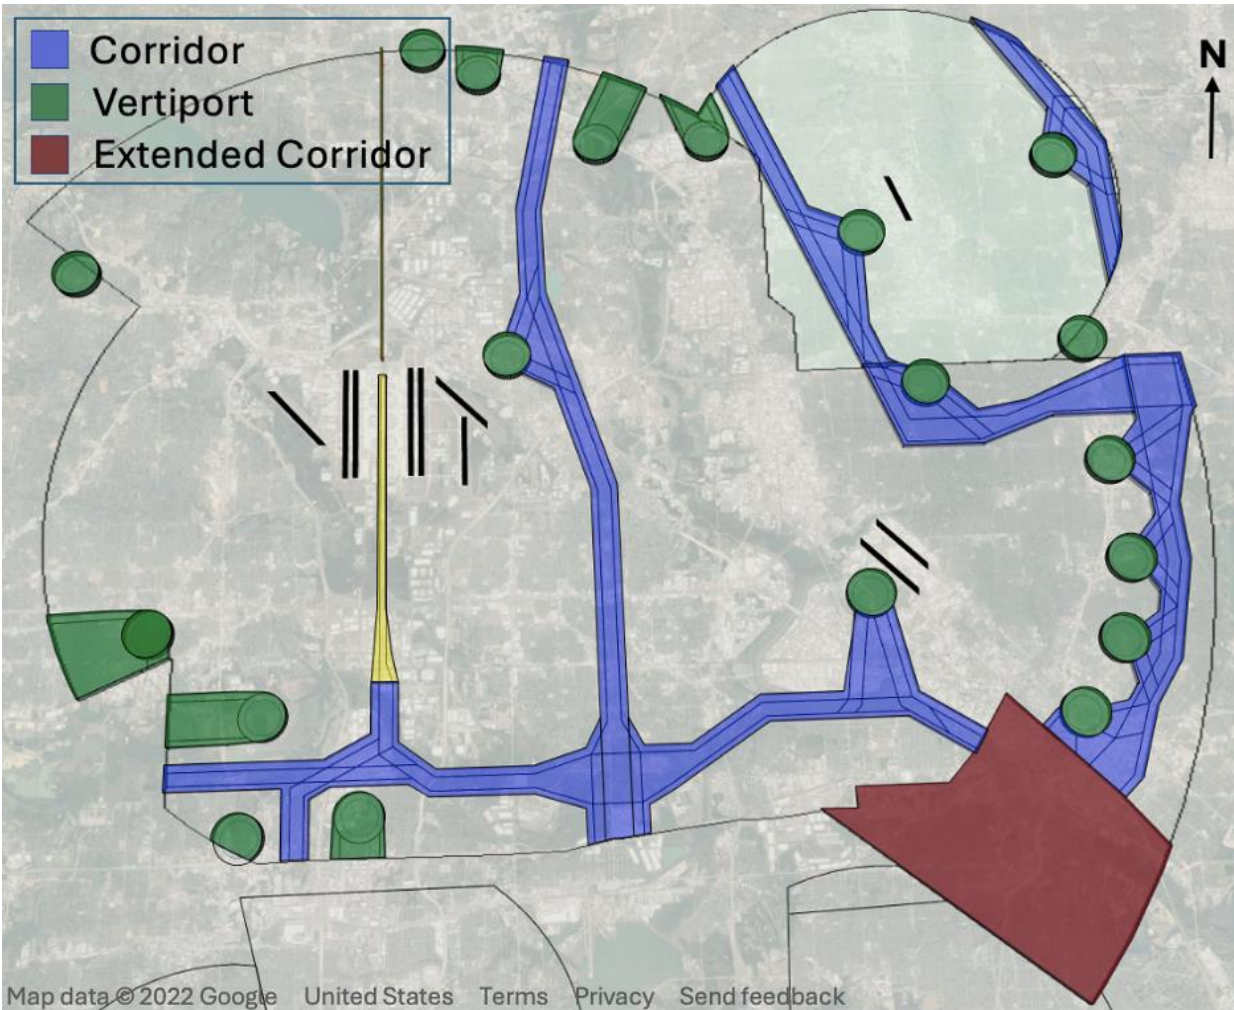 Corridor
Vertiport
Extended Corridor
N
Map data © 2022 Google United States Terms Privacy Send feedback